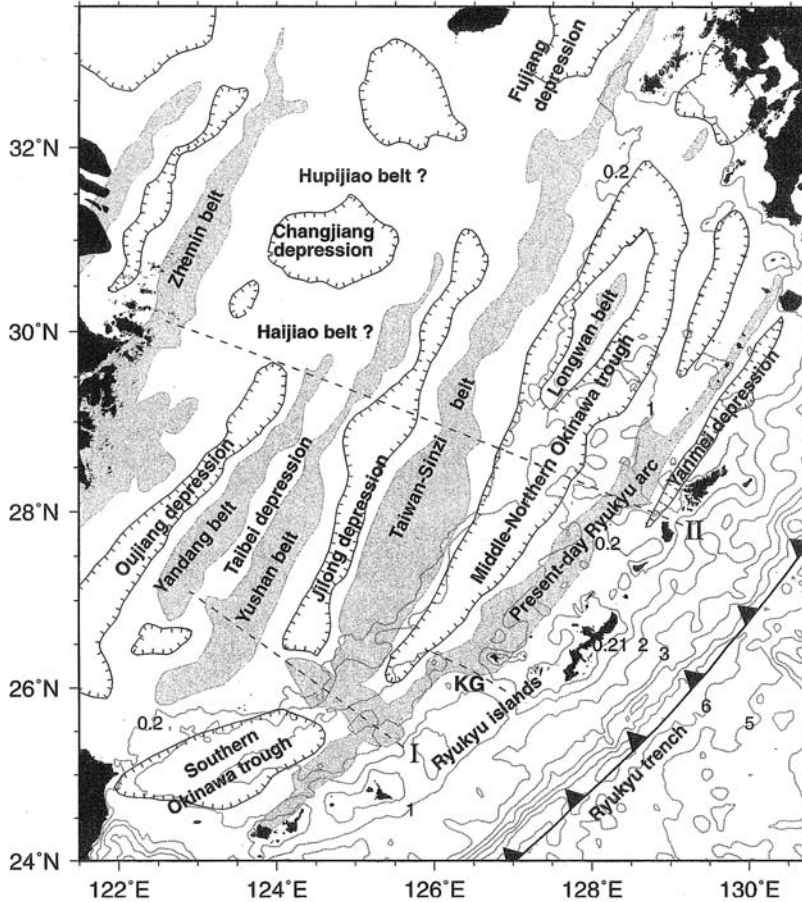 Fujiang
depression
32°N
0.2
Hupijiao belt ?
Zhemin belt
Changjiang
depression
30°N
Haijiao belt ?
Longwan belt
Taiwan-Sinzi
belt
1
Yanmei depression
Middle-Northern Okinawa trough
Oujiang depression
Yandang belt
Taibei depression
Yushan belt
Jilong depression
28°N
Present-day Ryukyu arc
0.2
II
0.21
2
3
26°N
KG
Ryukyu islands
6
5
0.2
Southern
Okinawa trough
I
1
Ryukyu trench
24°N
122°E
124°E
126°E
128°E
130°E